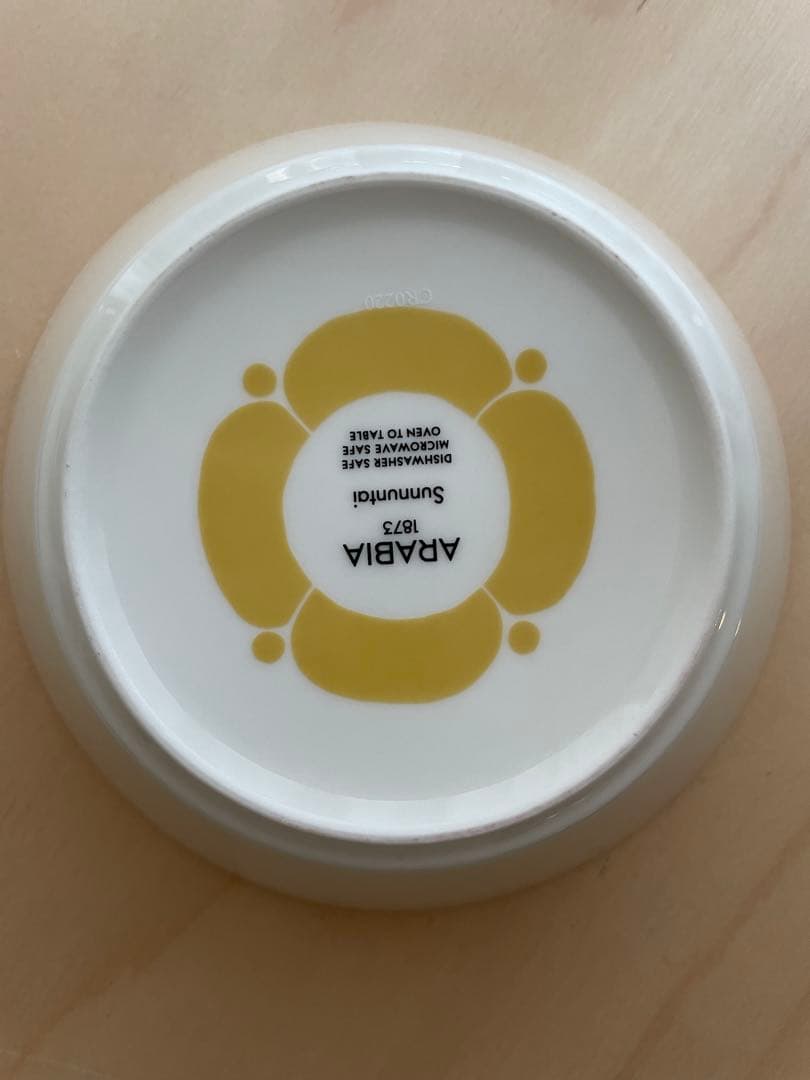 ARABIA
1873
Sunnuntai
DISHWASHER SAFE
MICROWAVE SAFE
OVEN TO TABLE
CR0220